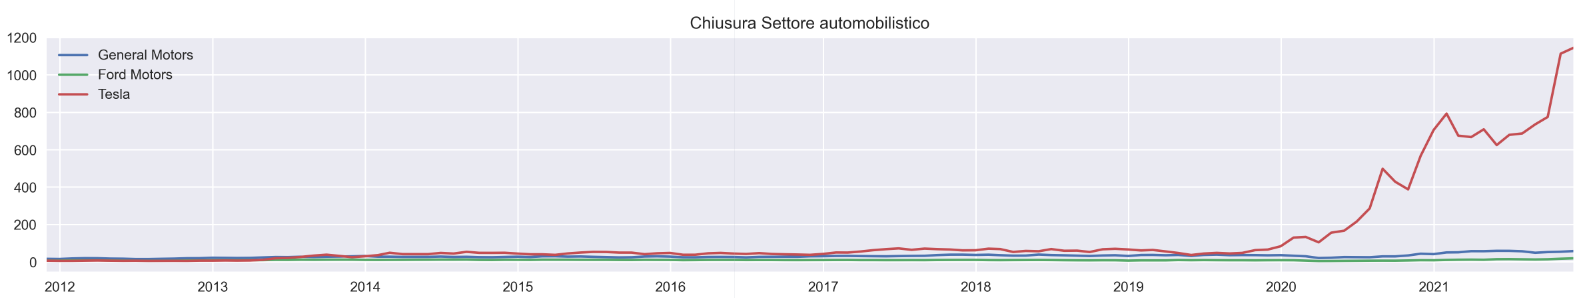 Chiusura Settore automobilistico
1200
1000
800
600
400
200
0
General Motors
Ford Motors
Tesla
2012 2013 2014 2015 2016 2017 2018 2019 2020 2021